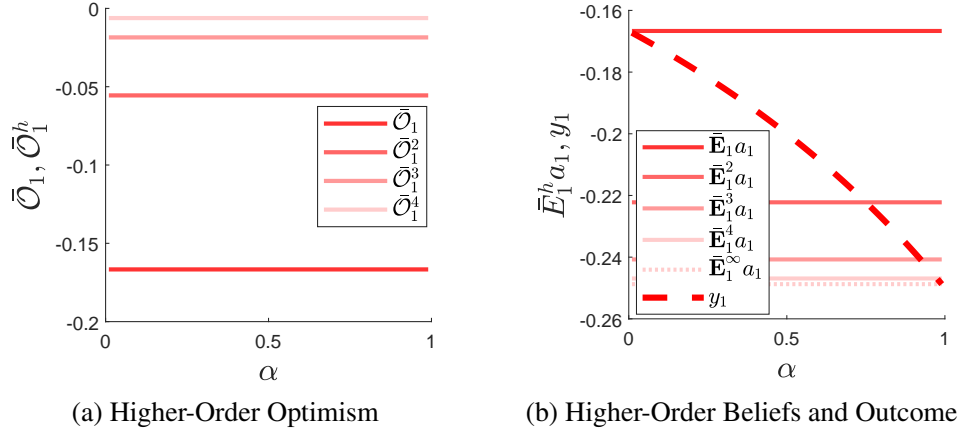 0
-0.05
-0.1
-0.15
-0.2
0 0.5 1
α
Ō₁, Ō₁ʰ
Ō₁
Ō₁²
Ō₁³
Ō₁⁴
(a) Higher-Order Optimism
-0.16
-0.18
-0.2
-0.22
-0.24
-0.26
0 0.5 1
α
Ē₁ʰa₁, y₁
Ē₁a₁
Ē₁²a₁
Ē₁³a₁
Ē₁⁴a₁
Ē₁^∞a₁
y₁
(b) Higher-Order Beliefs and Outcome